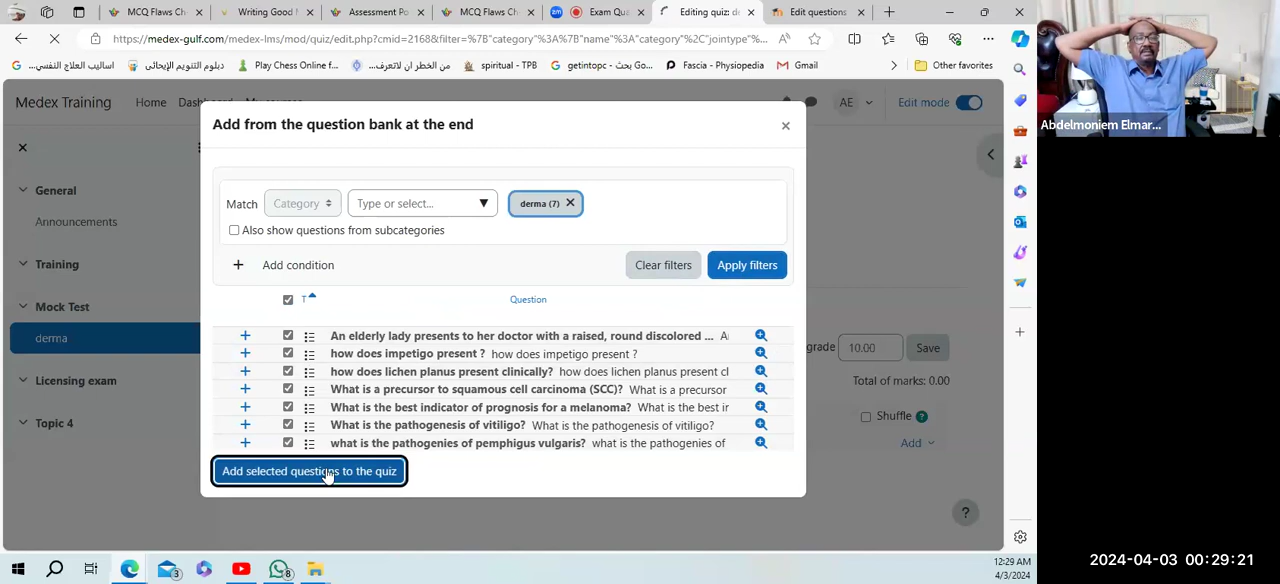 MCQ Flaws Ch
Writing Good
Assessment Po
MCQ Flaws Ch
Exam Qu
Editing quiz: de
Edit questions
https://medex-gulf.com/medex-lms/mod/quiz/edit.php?cmid=2168&filter=%7B"category"%3A%7B"name"%3A"category"%2C"jointype"%...
اساليب العلاج النفسي...
دبلوم التنويم الإيحائى
Play Chess Online f...
من الخطر ان لاتعرف...
spiritual - TPB
getintopc - بحث Go...
Fascia - Physiopedia
Gmail
Other favorites
Medex Training
Home
AE
Edit mode
Add from the question bank at the end
General
Announcements
Training
Mock Test
derma
Licensing exam
Topic 4
Match
Category
Type or select...
derma (7)
Also show questions from subcategories
Add condition
Clear filters
Apply filters
T
Question
An elderly lady presents to her doctor with a raised, round discolored ...
how does impetigo present ? how does impetigo present ?
how does lichen planus present clinically? how does lichen planus present cl
What is a precursor to squamous cell carcinoma (SCC)? What is a precursor
What is the best indicator of prognosis for a melanoma? What is the best ir
What is the pathogenesis of vitiligo? What is the pathogenesis of vitiligo?
what is the pathogenies of pemphigus vulgaris? what is the pathogenies of
Add selected questions to the quiz
grade 10.00 Save
Total of marks: 0.00
Shuffle
Add
?
Abdelmoniem Elmar...
3
8
12:29 AM
4/3/2024
2024-04-03 00:29:21